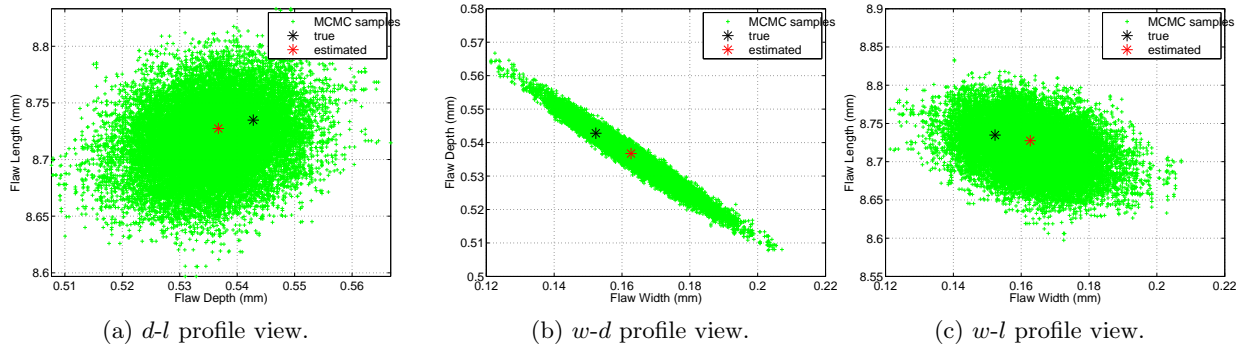 MCMC samples
true
estimated
8.8
8.75
8.7
8.65
8.6
Flaw Length (mm)
0.51 0.52 0.53 0.54 0.55 0.56
Flaw Depth (mm)
(a) d-l profile view.
MCMC samples
true
estimated
0.58
0.57
0.56
0.55
0.54
0.53
0.52
0.51
0.5
Flaw Depth (mm)
0.12 0.14 0.16 0.18 0.2 0.22
Flaw Width (mm)
(b) w-d profile view.
MCMC samples
true
estimated
8.9
8.85
8.8
8.75
8.7
8.65
8.6
8.55
Flaw Length (mm)
0.12 0.14 0.16 0.18 0.2 0.22
Flaw Width (mm)
(c) w-l profile view.